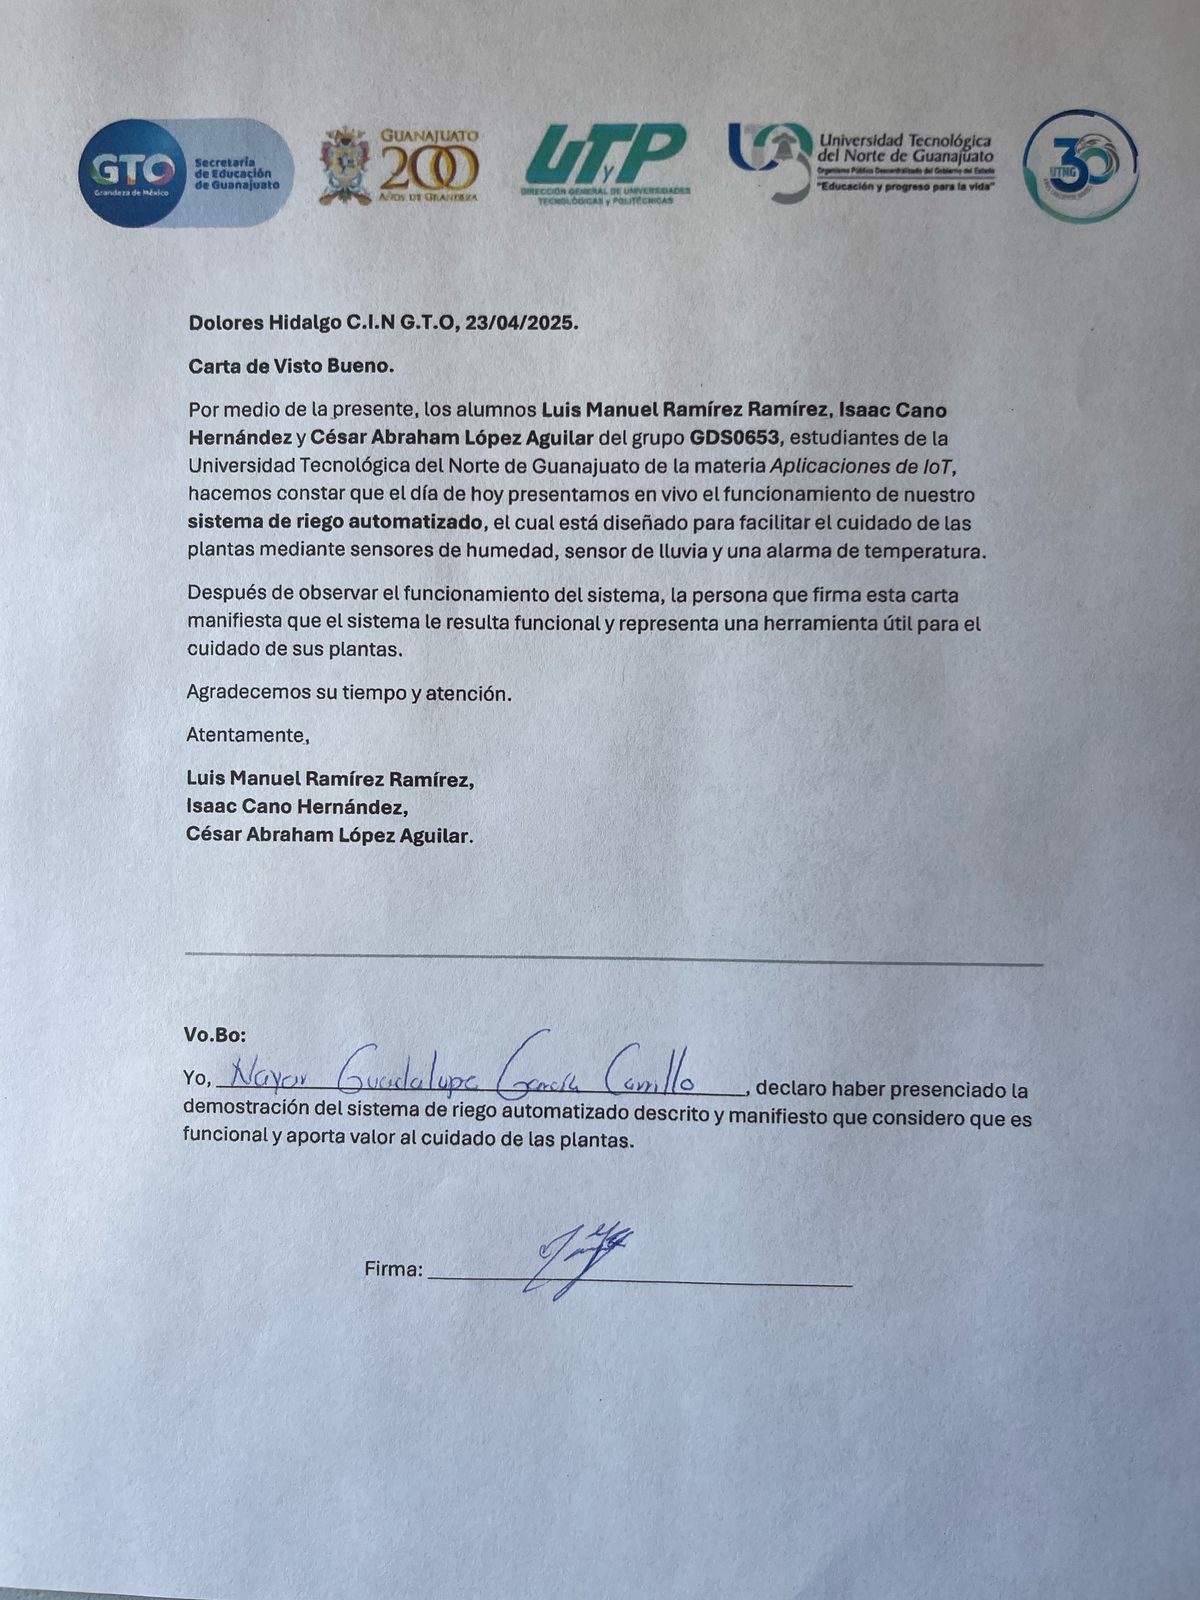 GTO
Grandeza de México
Secretaría
de Educación
de Guanajuato
GUANAJUATO
200
AÑOS DE GRANDEZA
UTyP
DIRECCIÓN GENERAL DE UNIVERSIDADES
TECNOLÓGICAS y POLITÉCNICAS
Universidad Tecnológica
del Norte de Guanajuato
Organismo Público Descentralizado del Gobierno del Estado
"Educación y progreso para la vida"
30
UTNG
Dolores Hidalgo C.I.N G.T.O, 23/04/2025.
Carta de Visto Bueno.
Por medio de la presente, los alumnos Luis Manuel Ramírez Ramírez, Isaac Cano
Hernández y César Abraham López Aguilar del grupo GDS0653, estudiantes de la
Universidad Tecnológica del Norte de Guanajuato de la materia Aplicaciones de IoT,
hacemos constar que el día de hoy presentamos en vivo el funcionamiento de nuestro
sistema de riego automatizado, el cual está diseñado para facilitar el cuidado de las
plantas mediante sensores de humedad, sensor de lluvia y una alarma de temperatura.
Después de observar el funcionamiento del sistema, la persona que firma esta carta
manifiesta que el sistema le resulta funcional y representa una herramienta útil para el
cuidado de sus plantas.
Agradecemos su tiempo y atención.
Atentamente,
Luis Manuel Ramírez Ramírez,
Isaac Cano Hernández,
César Abraham López Aguilar.
Vo.Bo:
Yo, Guadalupe García Carrillo, declaro haber presenciado la
demostración del sistema de riego automatizado descrito y manifiesto que considero que es
funcional y aporta valor al cuidado de las plantas.
Firma: